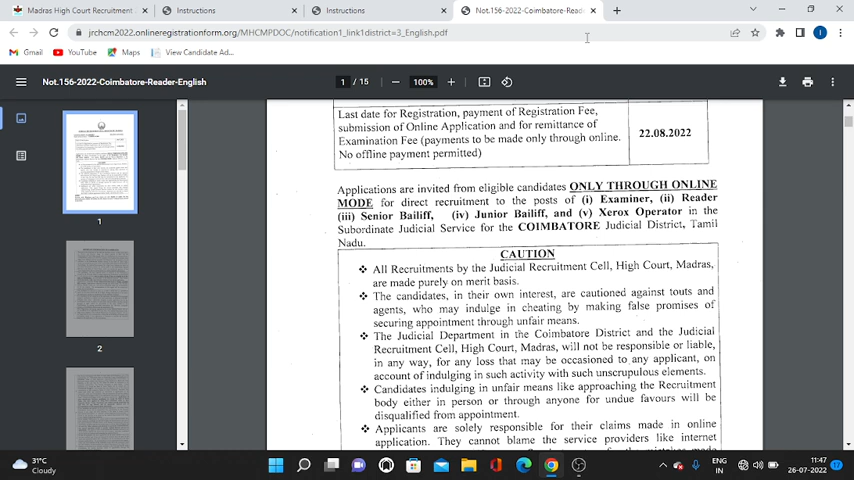 Madras High Court Recruitment
Instructions
Instructions
Not.156-2022-Coimbatore-Reade
jrchcm2022.onlineregistrationform.org/MHCMPDOC/notification1_link1district=3_English.pdf
Gmail
YouTube
Maps
View Candidate Ad...
Not.156-2022-Coimbatore-Reader-English
1 / 15
100%
Last date for Registration, payment of Registration Fee,
submission of Online Application and for remittance of
Examination Fee (payments to be made only through online.
No offline payment permitted)
22.08.2022
Applications are invited from eligible candidates ONLY THROUGH ONLINE
MODE for direct recruitment to the posts of (i) Examiner, (ii) Reader
(iii) Senior Bailiff, (iv) Junior Bailiff, and (v) Xerox Operator in the
Subordinate Judicial Service for the COIMBATORE Judicial District, Tamil
Nadu.
CAUTION
❖ All Recruitments by the Judicial Recruitment Cell, High Court, Madras,
are made purely on merit basis.
❖ The candidates, in their own interest, are cautioned against touts and
agents, who may indulge in cheating by making false promises of
securing appointment through unfair means.
❖ The Judicial Department in the Coimbatore District and the Judicial
Recruitment Cell, High Court, Madras, will not be responsible or liable,
in any way, for any loss that may be occasioned to any applicant, on
account of indulging in such activity with such unscrupulous elements.
❖ Candidates indulging in unfair means like approaching the Recruitment
body either in person or through anyone for undue favours will be
disqualified from appointment.
❖ Applicants are solely responsible for their claims made in online
application. They cannot blame the service providers like internet
1
2
31°C
Cloudy
ENG
IN
11:47
26-07-2022